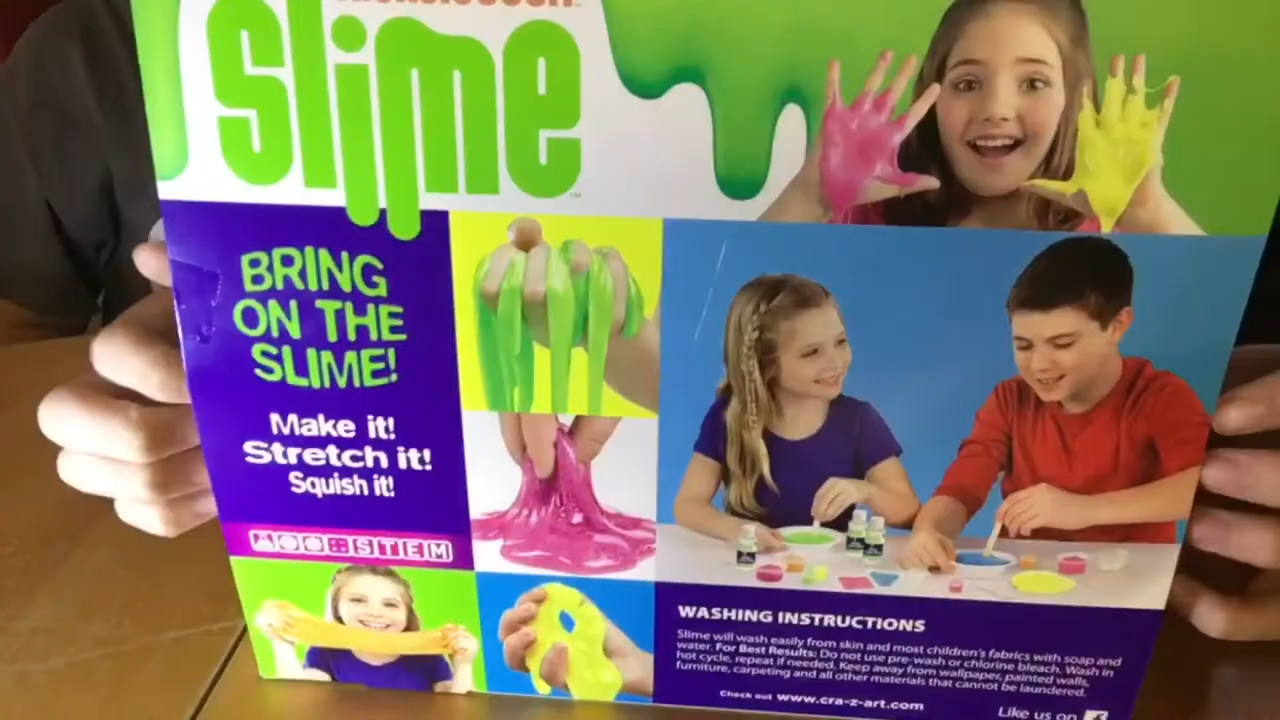 Slime™
BRING
ON THE
SLIME!
Make it!
Stretch it!
Squish it!
STEM
WASHING INSTRUCTIONS
Slime will wash easily from skin and most children's fabrics with soap and
water. For Best Results: Do not use pre-wash or chlorine bleach. Wash in
hot cycle, repeat if needed. Keep away from wallpaper, painted walls,
furniture, carpeting and all other materials that cannot be laundered.
Check out www.cra-z-art.com
Like us on